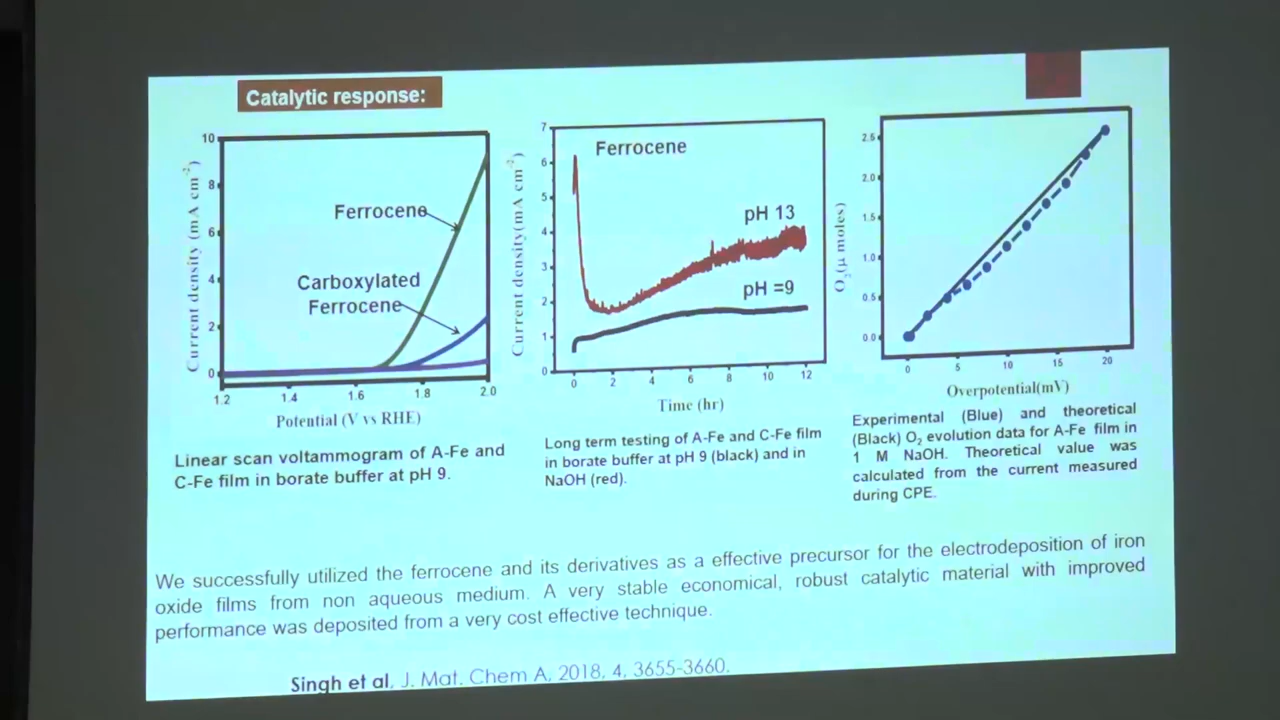 Catalytic response:
10
8
6
4
2
0
1.2
1.4
1.6
1.8
2.0
Current density (mA cm-2)
Potential (V vs RHE)
Ferrocene
Carboxylated
Ferrocene
Linear scan voltammogram of A-Fe and
C-Fe film in borate buffer at pH 9.
7
6
5
4
3
2
1
0
0
2
4
6
8
10
12
Current density(mA cm-2)
Time (hr)
Ferrocene
pH 13
pH =9
Long term testing of A-Fe and C-Fe film
in borate buffer at pH 9 (black) and in
NaOH (red).
2.5
2.0
1.5
1.0
0.5
0.0
0
5
10
15
20
O2(μ moles)
Overpotential(mV)
Experimental (Blue) and theoretical
(Black) O2 evolution data for A-Fe film in
1 M NaOH. Theoretical value was
calculated from the current measured
during CPE.
We successfully utilized the ferrocene and its derivatives as a effective precursor for the electrodeposition of iron
oxide films from non aqueous medium. A very stable economical, robust catalytic material with improved
performance was deposited from a very cost effective technique.
Singh et al, J. Mat. Chem A, 2018, 4, 3655-3660.